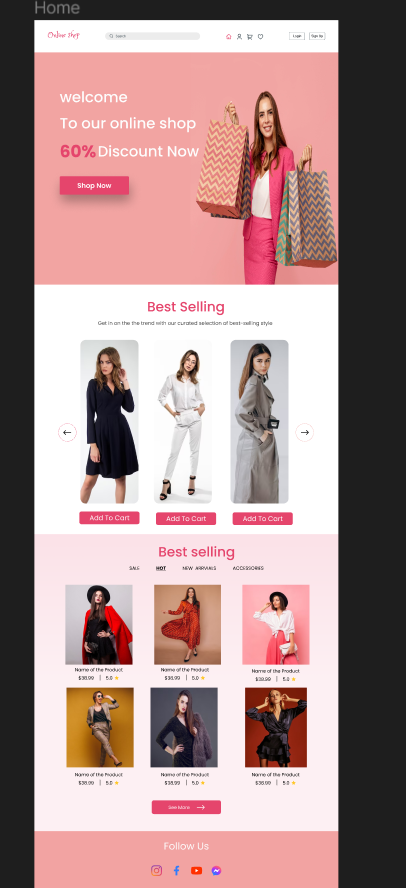 Home
Online Shop
Search
Login
Sign Up
welcome
To our online shop
60% Discount Now
Shop Now
Best Selling
Get in on the the trend with our curated selection of best-selling style
Add To Cart
Add To Cart
Add To Cart
Best selling
SALE HOT NEW ARRIVALS ACCESSORIES
Name of the Product
$38.99 | 5.0
Name of the Product
$38.99 | 5.0
Name of the Product
$38.99 | 5.0
Name of the Product
$38.99 | 5.0
Name of the Product
$38.99 | 5.0
Name of the Product
$38.99 | 5.0
See More
Follow Us